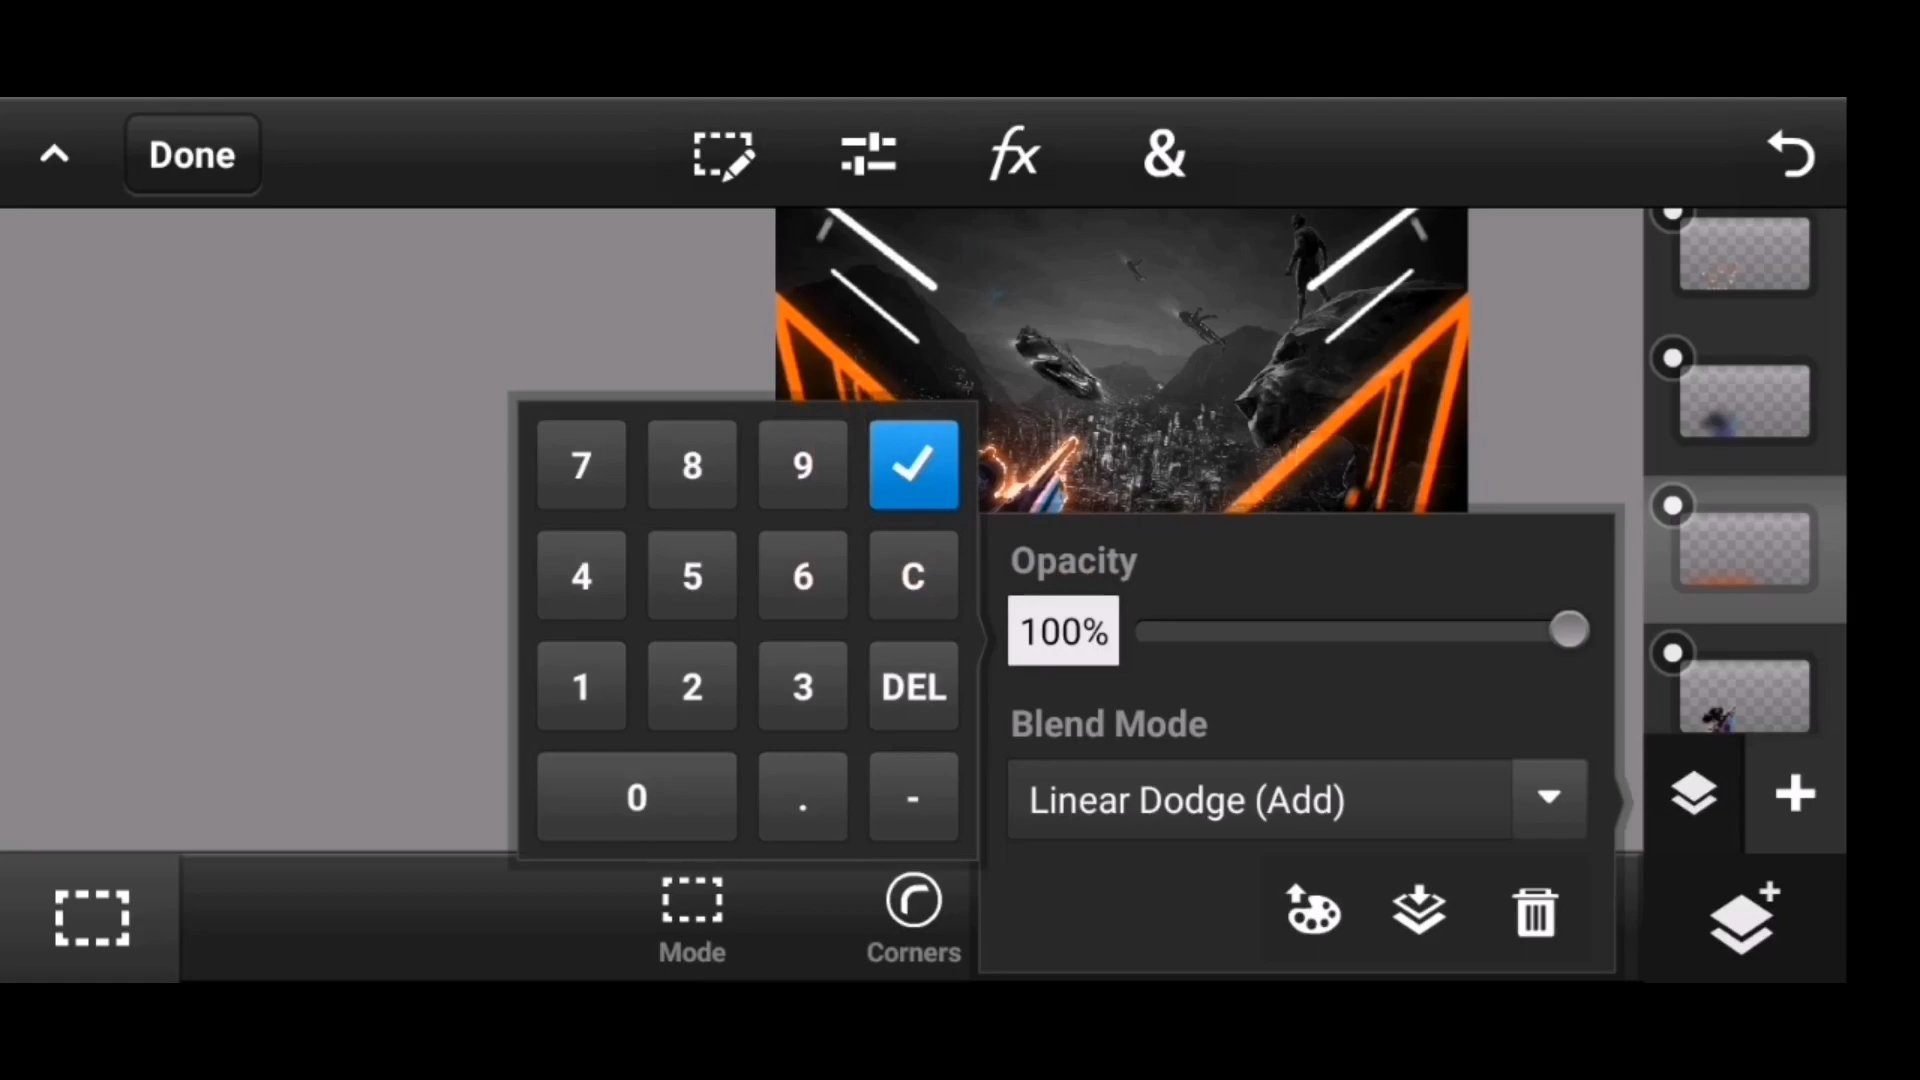 Done
fx
&
7
8
9
4
5
6
C
1
2
3
DEL
0
.
-
Opacity
100%
Blend Mode
Linear Dodge (Add)
Mode
Corners